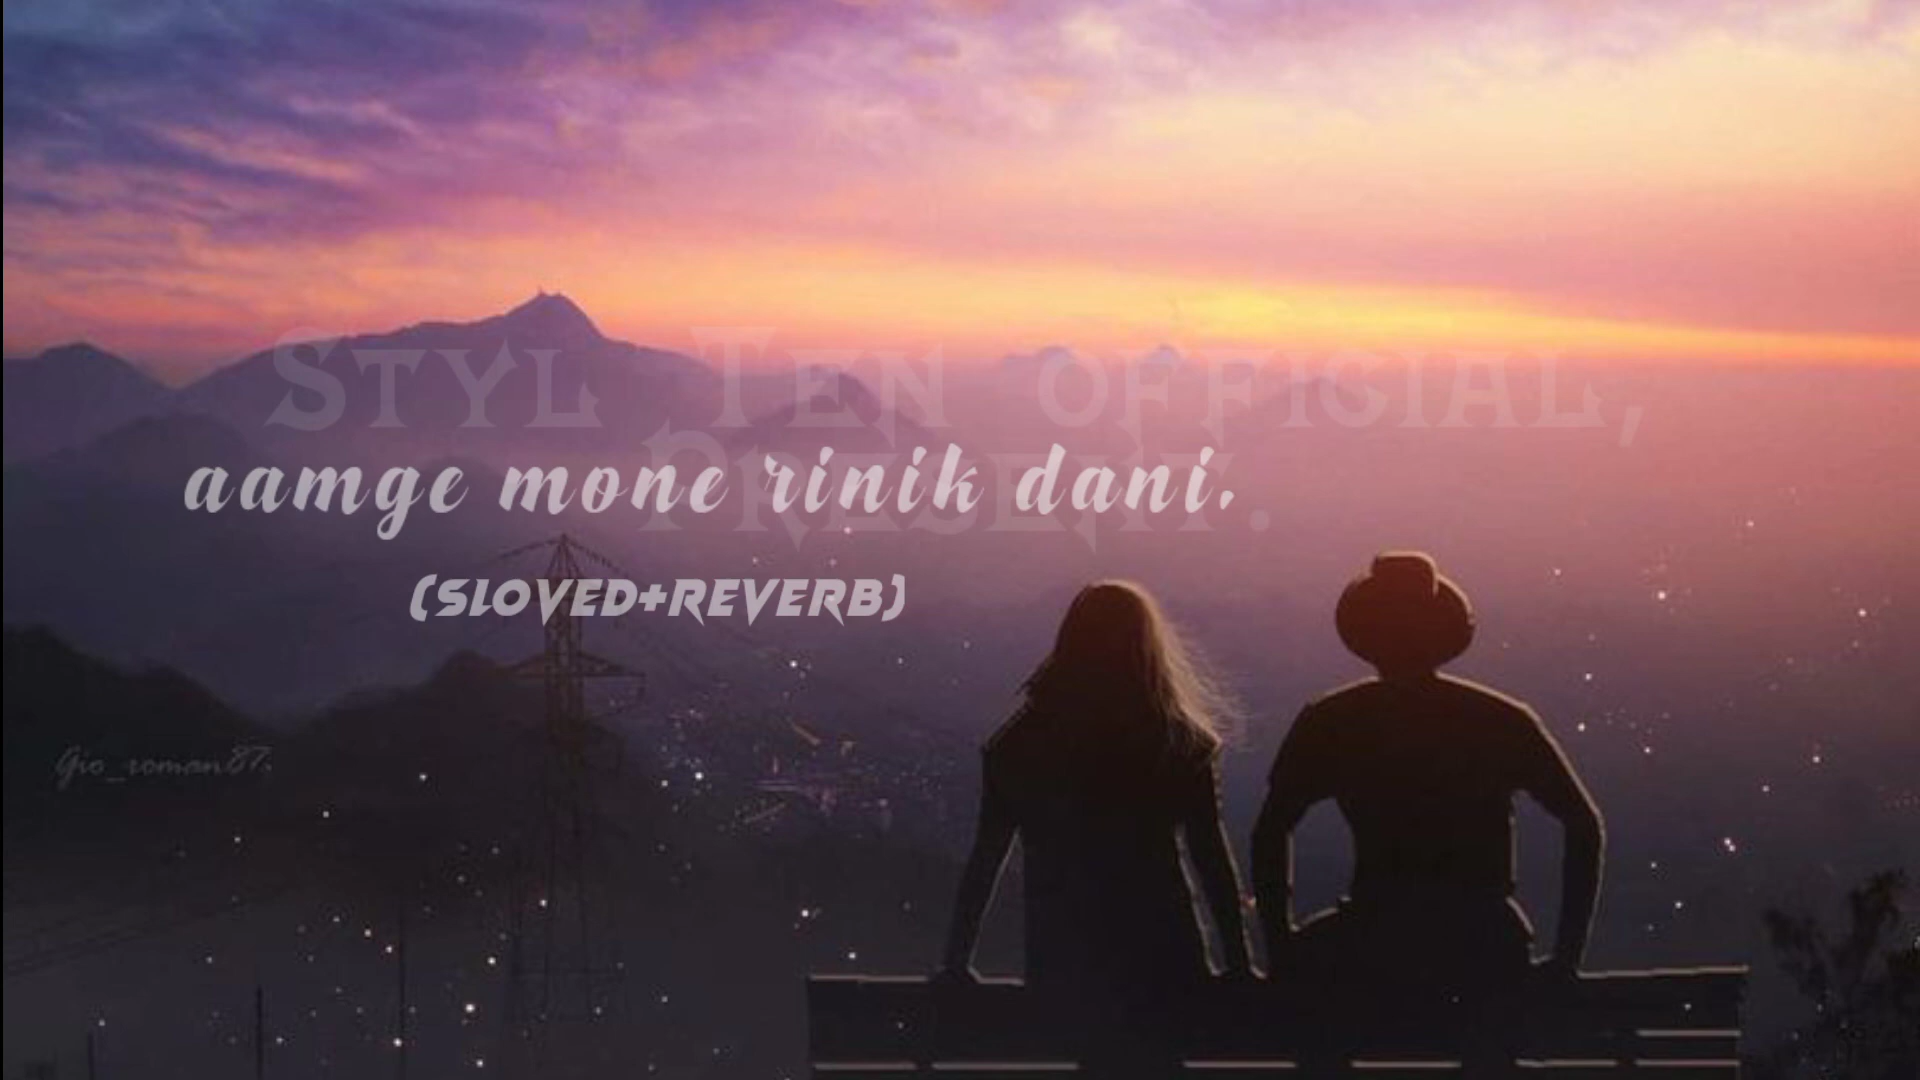 Styl Ten official,
Present.
aamge mone rinik dani.
(SLOVED+REVERB)
Gio_roman87.